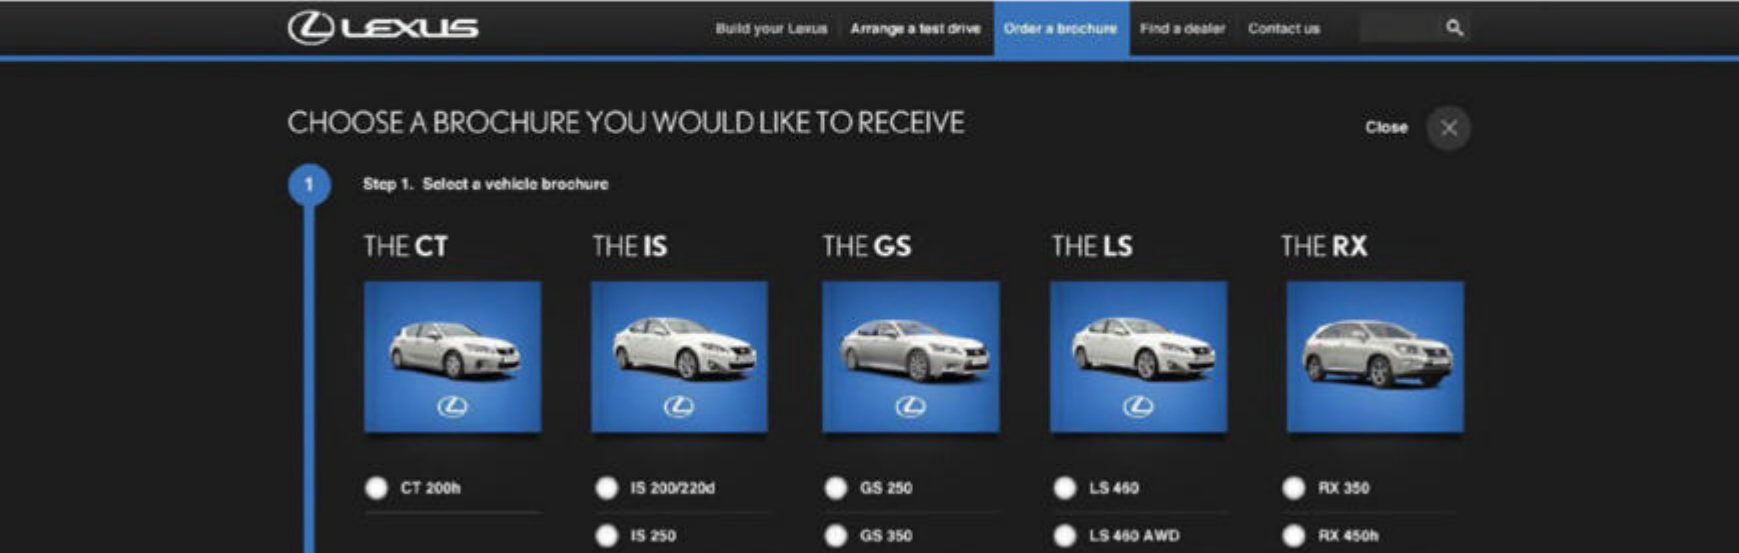 LEXUS
Build your Lexus Arrange a test drive Order a brochure Find a dealer Contact us
CHOOSE A BROCHURE YOU WOULD LIKE TO RECEIVE
Close
1 Step 1. Select a vehicle brochure
THE CT THE IS THE GS THE LS THE RX
CT 200h IS 200/220d GS 250 LS 460 RX 350
IS 250 GS 350 LS 460 AWD RX 450h